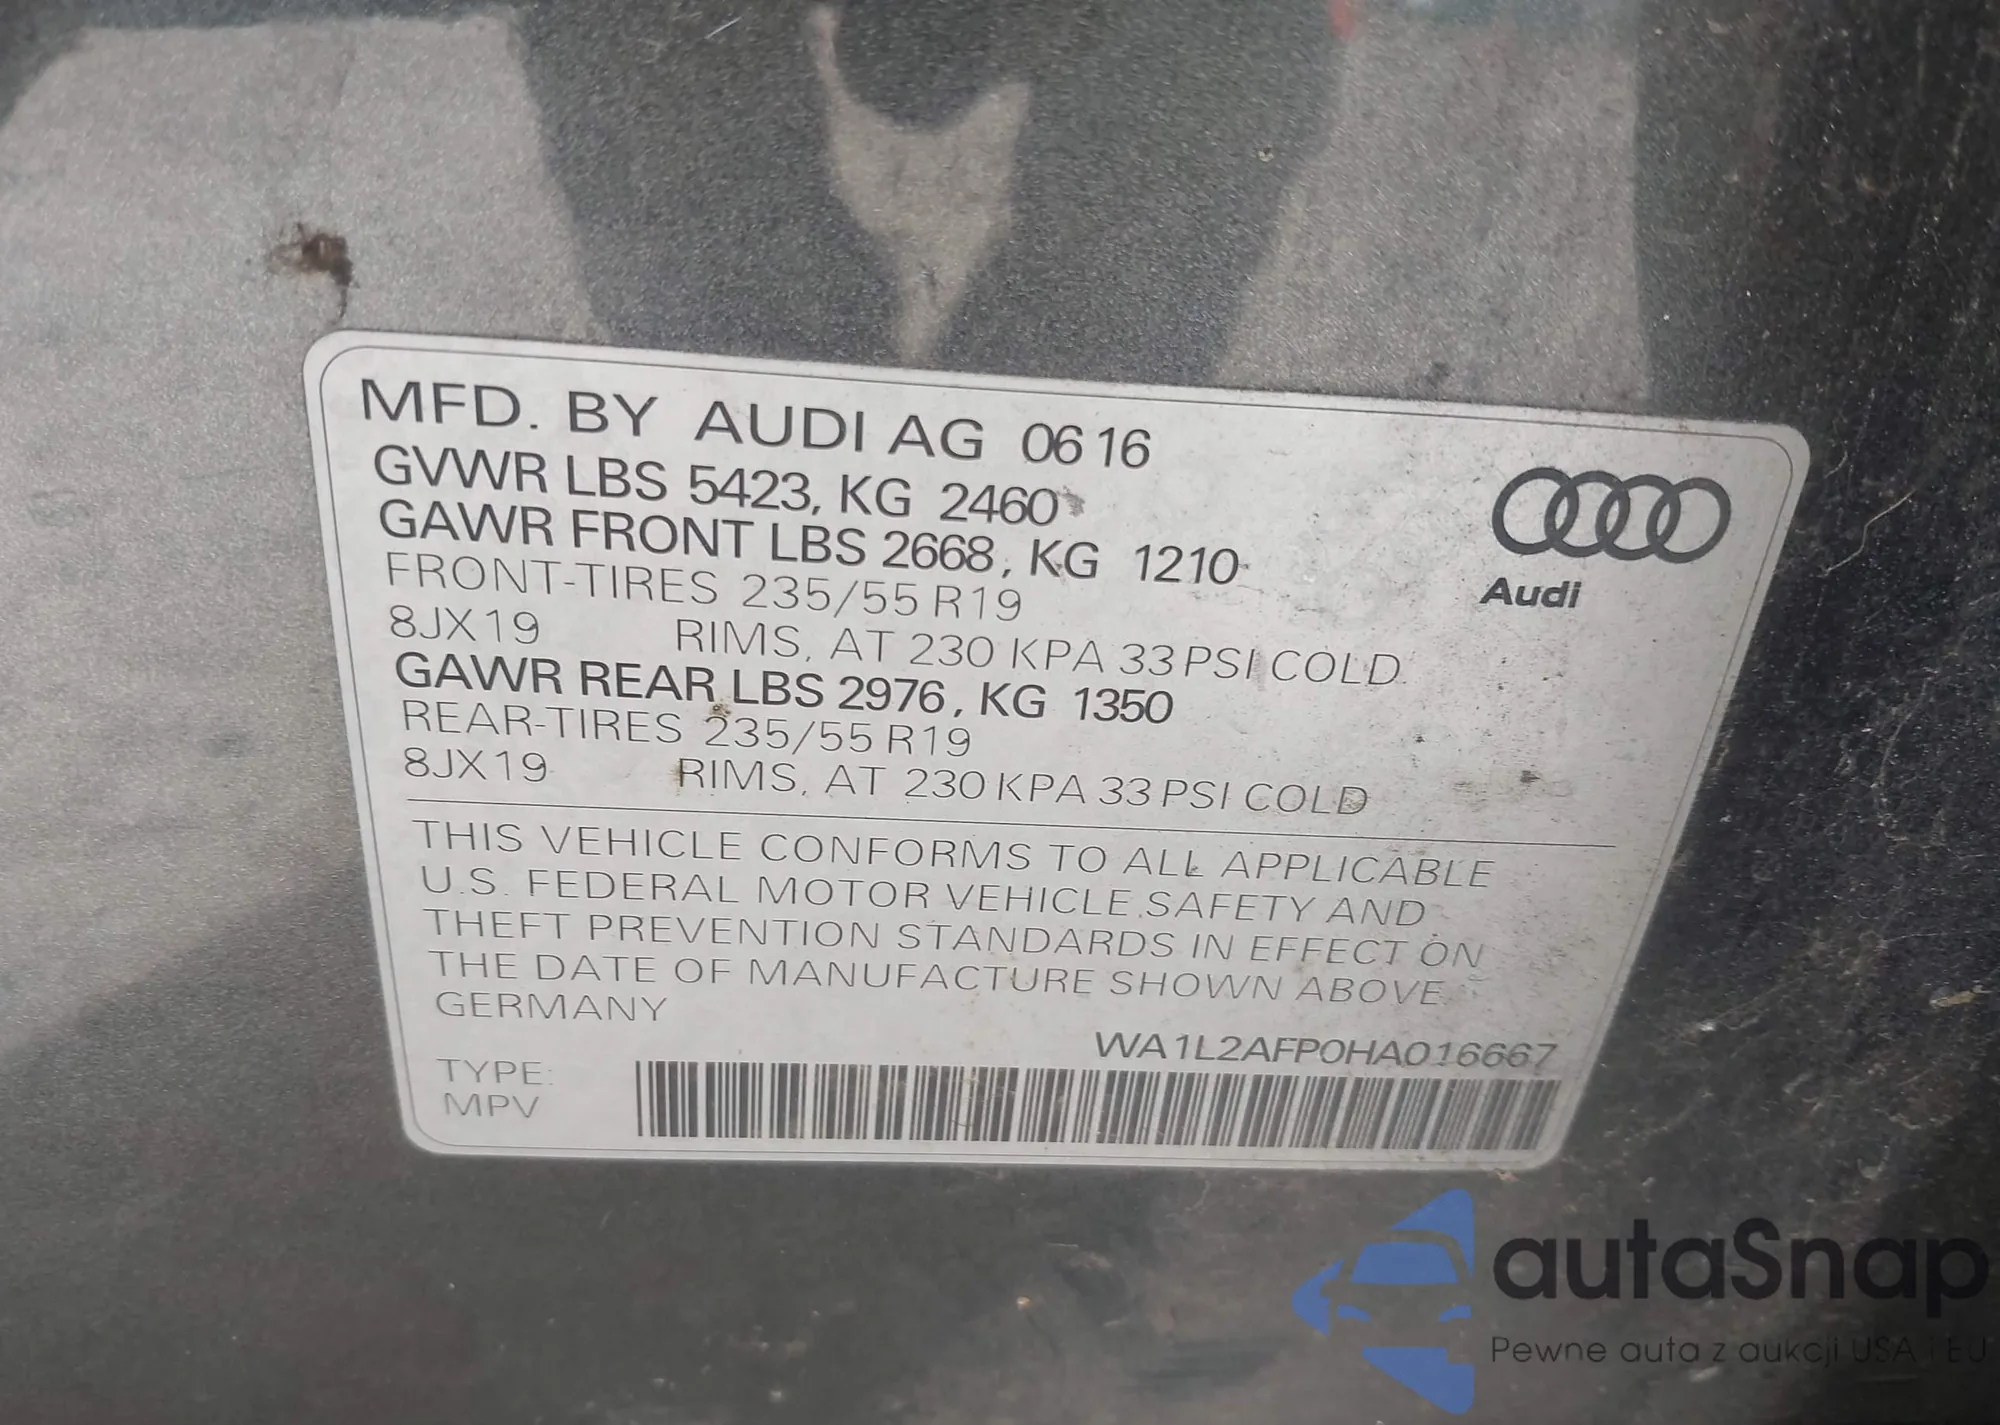 MFD. BY AUDI AG 06 16
GVWR LBS 5423, KG 2460
GAWR FRONT LBS 2668, KG 1210
FRONT-TIRES 235/55 R19
8JX19 RIMS, AT 230 KPA 33 PSI COLD
GAWR REAR LBS 2976, KG 1350
REAR-TIRES 235/55 R19
8JX19 RIMS, AT 230 KPA 33 PSI COLD
Audi
THIS VEHICLE CONFORMS TO ALL APPLICABLE
U.S. FEDERAL MOTOR VEHICLE SAFETY AND
THEFT PREVENTION STANDARDS IN EFFECT ON
THE DATE OF MANUFACTURE SHOWN ABOVE
GERMANY
WA1L2AFP0HA016667
TYPE:
MPV
autaSnap
Pewne auta z aukcji USA i EU